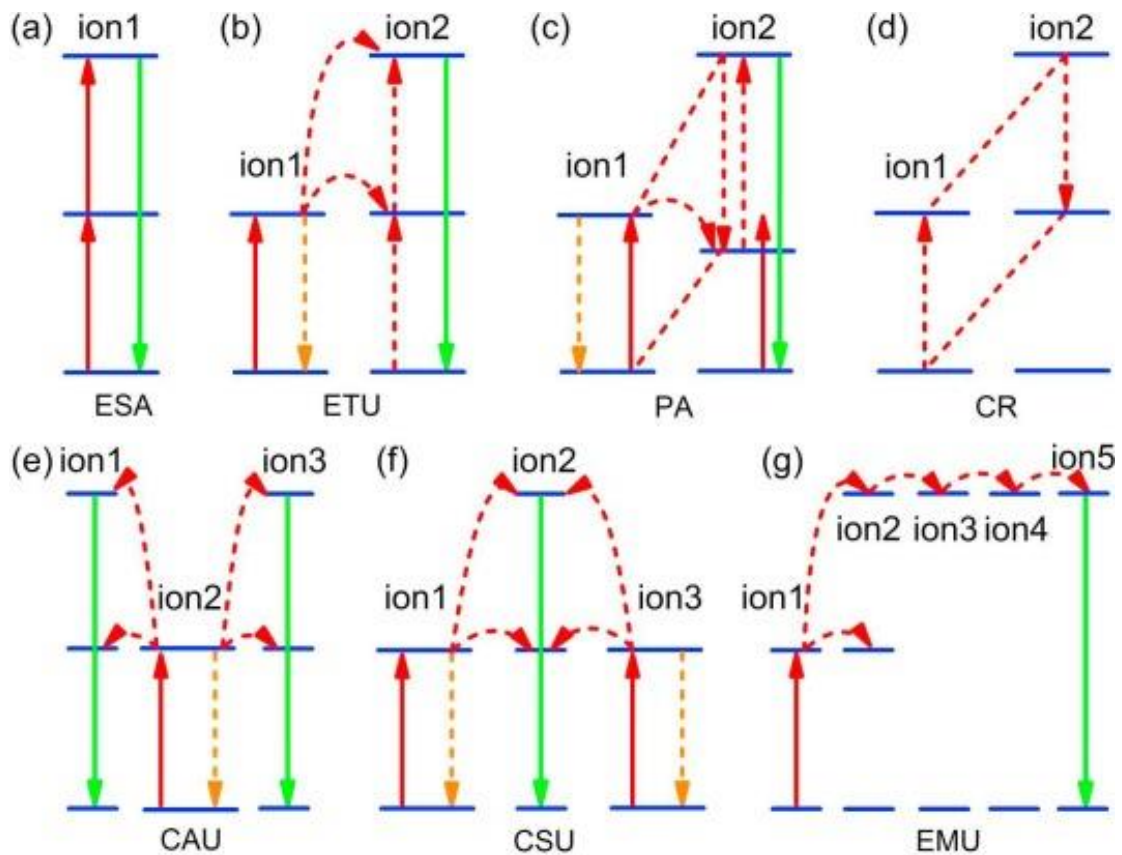 (a) ion1
(b) ion2
ion1
(c) ion2
ion1
(d) ion2
ion1
ESA
ETU
PA
CR
(e) ion1
ion3
ion2
(f) ion2
ion1
ion3
(g) ion5
ion2 ion3 ion4
ion1
CAU
CSU
EMU